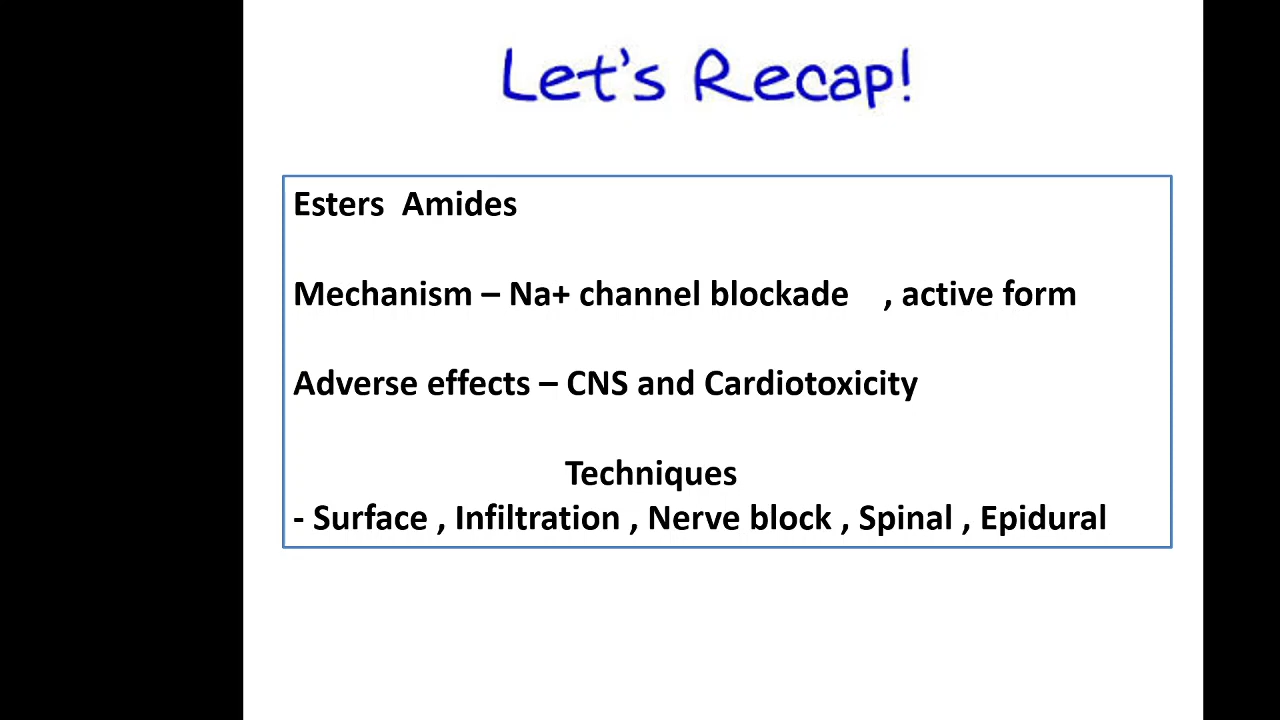 Let's Recap!
Esters Amides
Mechanism – Na+ channel blockade , active form
Adverse effects – CNS and Cardiotoxicity
Techniques
- Surface , Infiltration , Nerve block , Spinal , Epidural